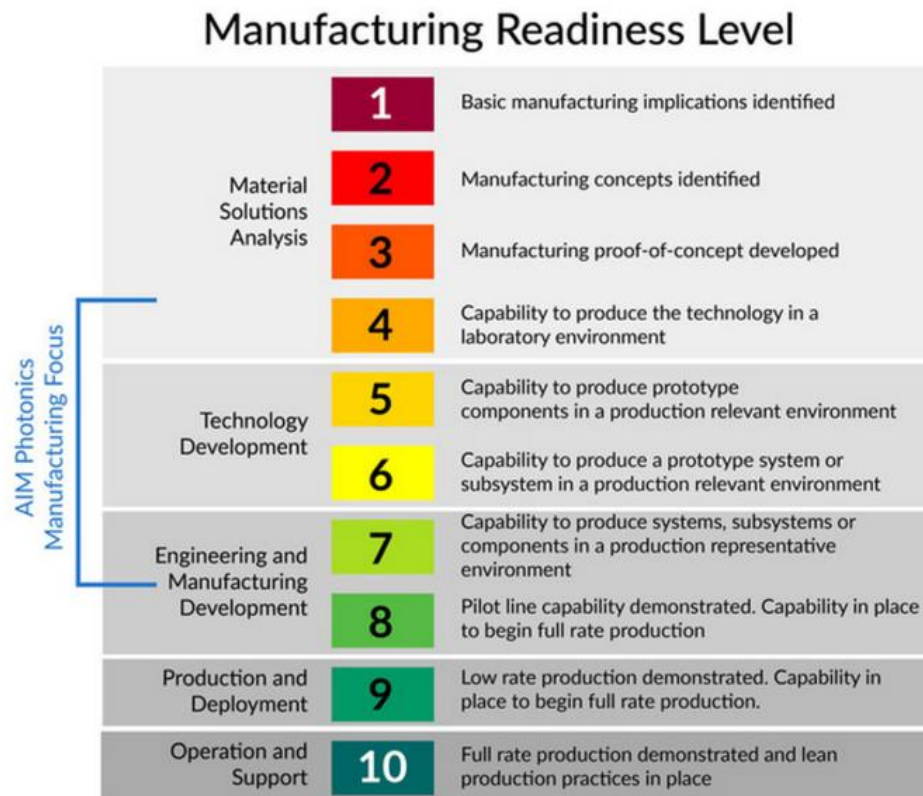 Manufacturing Readiness Level
AIM Photonics
Manufacturing Focus
Material
Solutions
Analysis
1
Basic manufacturing implications identified
2
Manufacturing concepts identified
3
Manufacturing proof-of-concept developed
4
Capability to produce the technology in a
laboratory environment
Technology
Development
5
Capability to produce prototype
components in a production relevant environment
6
Capability to produce a prototype system or
subsystem in a production relevant environment
Engineering and
Manufacturing
Development
7
Capability to produce systems, subsystems or
components in a production representative
environment
8
Pilot line capability demonstrated. Capability in place
to begin full rate production
Production and
Deployment
9
Low rate production demonstrated. Capability in
place to begin full rate production.
Operation and
Support
10
Full rate production demonstrated and lean
production practices in place